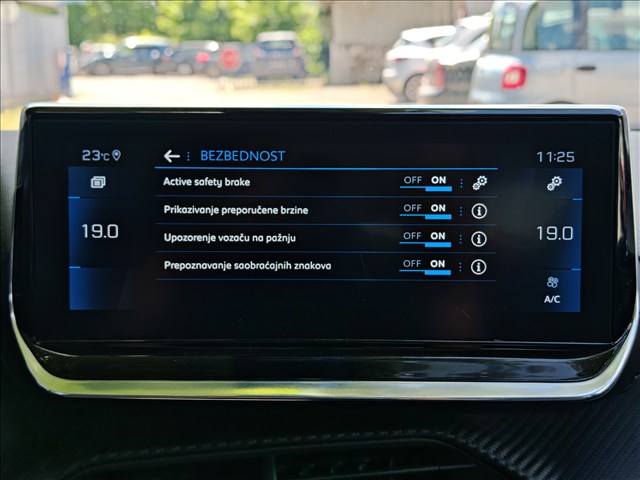 23°C BEZBEDNOST 11:25
Active safety brake OFF ON
Prikazivanje preporučene brzine OFF ON
19.0 19.0
Upozorenje vozaču na pažnju OFF ON
Prepoznavanje saobraćajnih znakova OFF ON
A/C